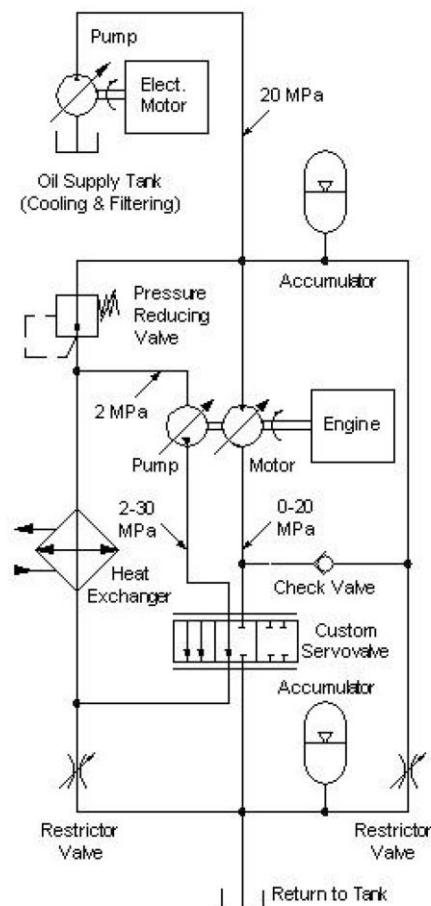 Pump
Elect.
Motor
20 MPa
Oil Supply Tank
(Cooling & Filtering)
Accumulator
Pressure
Reducing
Valve
2 MPa
Engine
Pump
Motor
2-30
MPa
0-20
MPa
Heat
Exchanger
Check Valve
Custom
Servovalve
Accumulator
Restrictor
Valve
Restrictor
Valve
Return to Tank